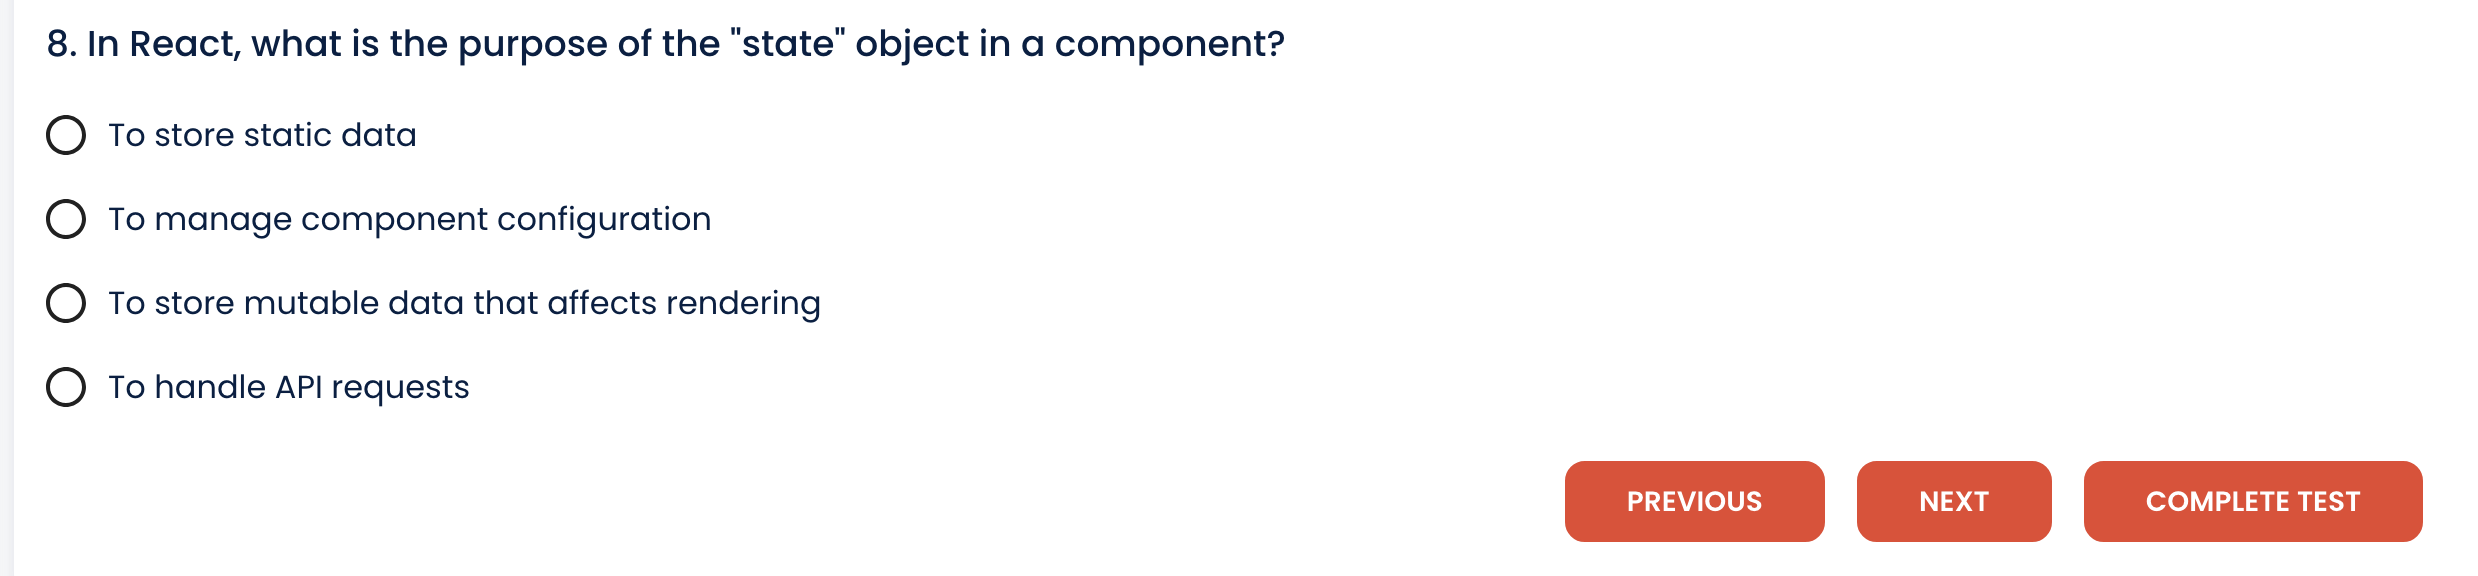 8. In React, what is the purpose of the "state" object in a component?
To store static data
To manage component configuration
To store mutable data that affects rendering
To handle API requests
PREVIOUS NEXT COMPLETE TEST